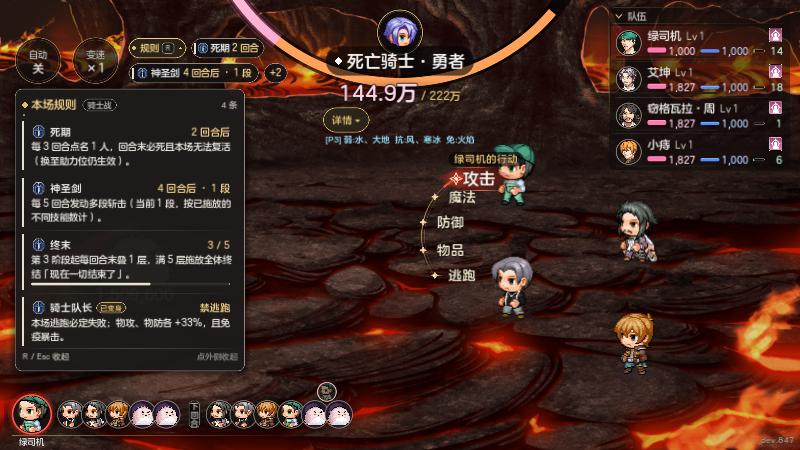 自动
关
变速
×1
规则 R
死期 2 回合
神圣剑 4 回合后 · 1 段
+2
本场规则 骑士战 4 条
死期 2 回合后
每 3 回合点名 1 人，回合末必死且本场无法复活
（换至助力位仍生效）。
神圣剑 4 回合后 · 1 段
每 5 回合发动多段斩击（当前 1 段，按已施放的
不同技能数计）。
终末 3 / 5
第 3 阶段起每回合末叠 1 层，满 5 层施放全体终
结「现在一切结束了」。
骑士队长 已变身 禁逃跑
本场逃跑必定失败；物攻、物防各 +33%，且免
疫暴击。
R / Esc 收起 点外侧收起
死亡骑士 · 勇者
144.9万 / 222万
详情
[P3] 弱:水、大地 抗:风、寒冰 免:火焰
绿司机的行动
攻击
魔法
防御
物品
逃跑
队伍
绿司机 Lv1
1,000 1,000 14
艾坤 Lv1
1,827 1,000 18
窃格瓦拉·周 Lv1
1,827 1,000 1
小痔 Lv1
1,827 1,000 6
绿司机
下回合
dev.847